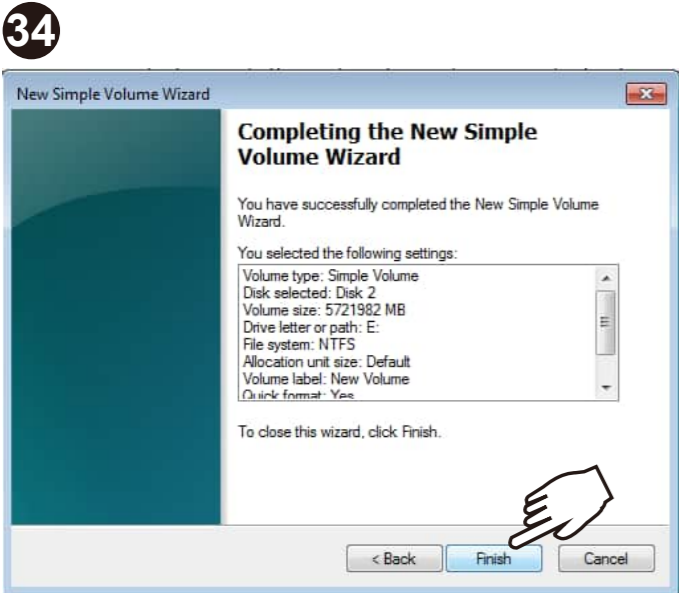 34
New Simple Volume Wizard
Completing the New Simple
Volume Wizard
You have successfully completed the New Simple Volume
Wizard.
You selected the following settings:
Volume type: Simple Volume
Disk selected: Disk 2
Volume size: 5721982 MB
Drive letter or path: E:
File system: NTFS
Allocation unit size: Default
Volume label: New Volume
Quick format: Yes
To close this wizard, click Finish.
< Back
Finish
Cancel